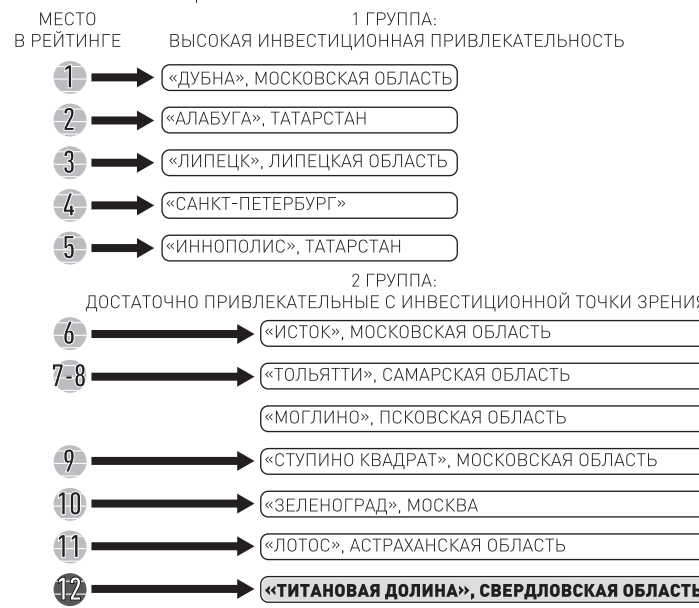 МЕСТО
В РЕЙТИНГЕ
1 ГРУППА:
ВЫСОКАЯ ИНВЕСТИЦИОННАЯ ПРИВЛЕКАТЕЛЬНОСТЬ
1 «ДУБНА», МОСКОВСКАЯ ОБЛАСТЬ
2 «АЛАБУГА», ТАТАРСТАН
3 «ЛИПЕЦК», ЛИПЕЦКАЯ ОБЛАСТЬ
4 «САНКТ-ПЕТЕРБУРГ»
5 «ИННОПОЛИС», ТАТАРСТАН
2 ГРУППА:
ДОСТАТОЧНО ПРИВЛЕКАТЕЛЬНЫЕ С ИНВЕСТИЦИОННОЙ ТОЧКИ ЗРЕНИЯ
6 «ИСТОК», МОСКОВСКАЯ ОБЛАСТЬ
7-8 «ТОЛЬЯТТИ», САМАРСКАЯ ОБЛАСТЬ
«МОГЛИНО», ПСКОВСКАЯ ОБЛАСТЬ
9 «СТУПИНО КВАДРАТ», МОСКОВСКАЯ ОБЛАСТЬ
10 «ЗЕЛЕНОГРАД», МОСКВА
11 «ЛОТОС», АСТРАХАНСКАЯ ОБЛАСТЬ
12 «ТИТАНОВАЯ ДОЛИНА», СВЕРДЛОВСКАЯ ОБЛАСТЬ